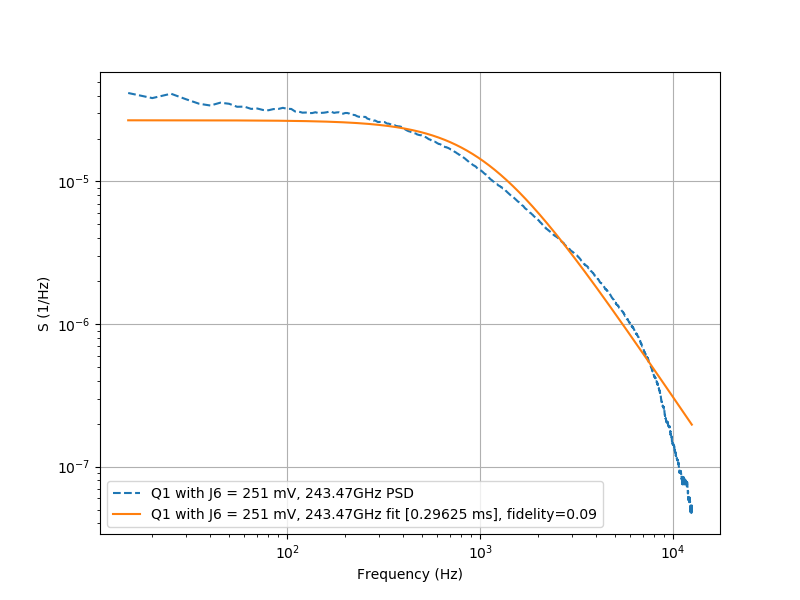 S (1/Hz)
10⁻⁵
10⁻⁶
10⁻⁷
Q1 with J6 = 251 mV, 243.47GHz PSD
Q1 with J6 = 251 mV, 243.47GHz fit [0.29625 ms], fidelity=0.09
10² 10³ 10⁴
Frequency (Hz)